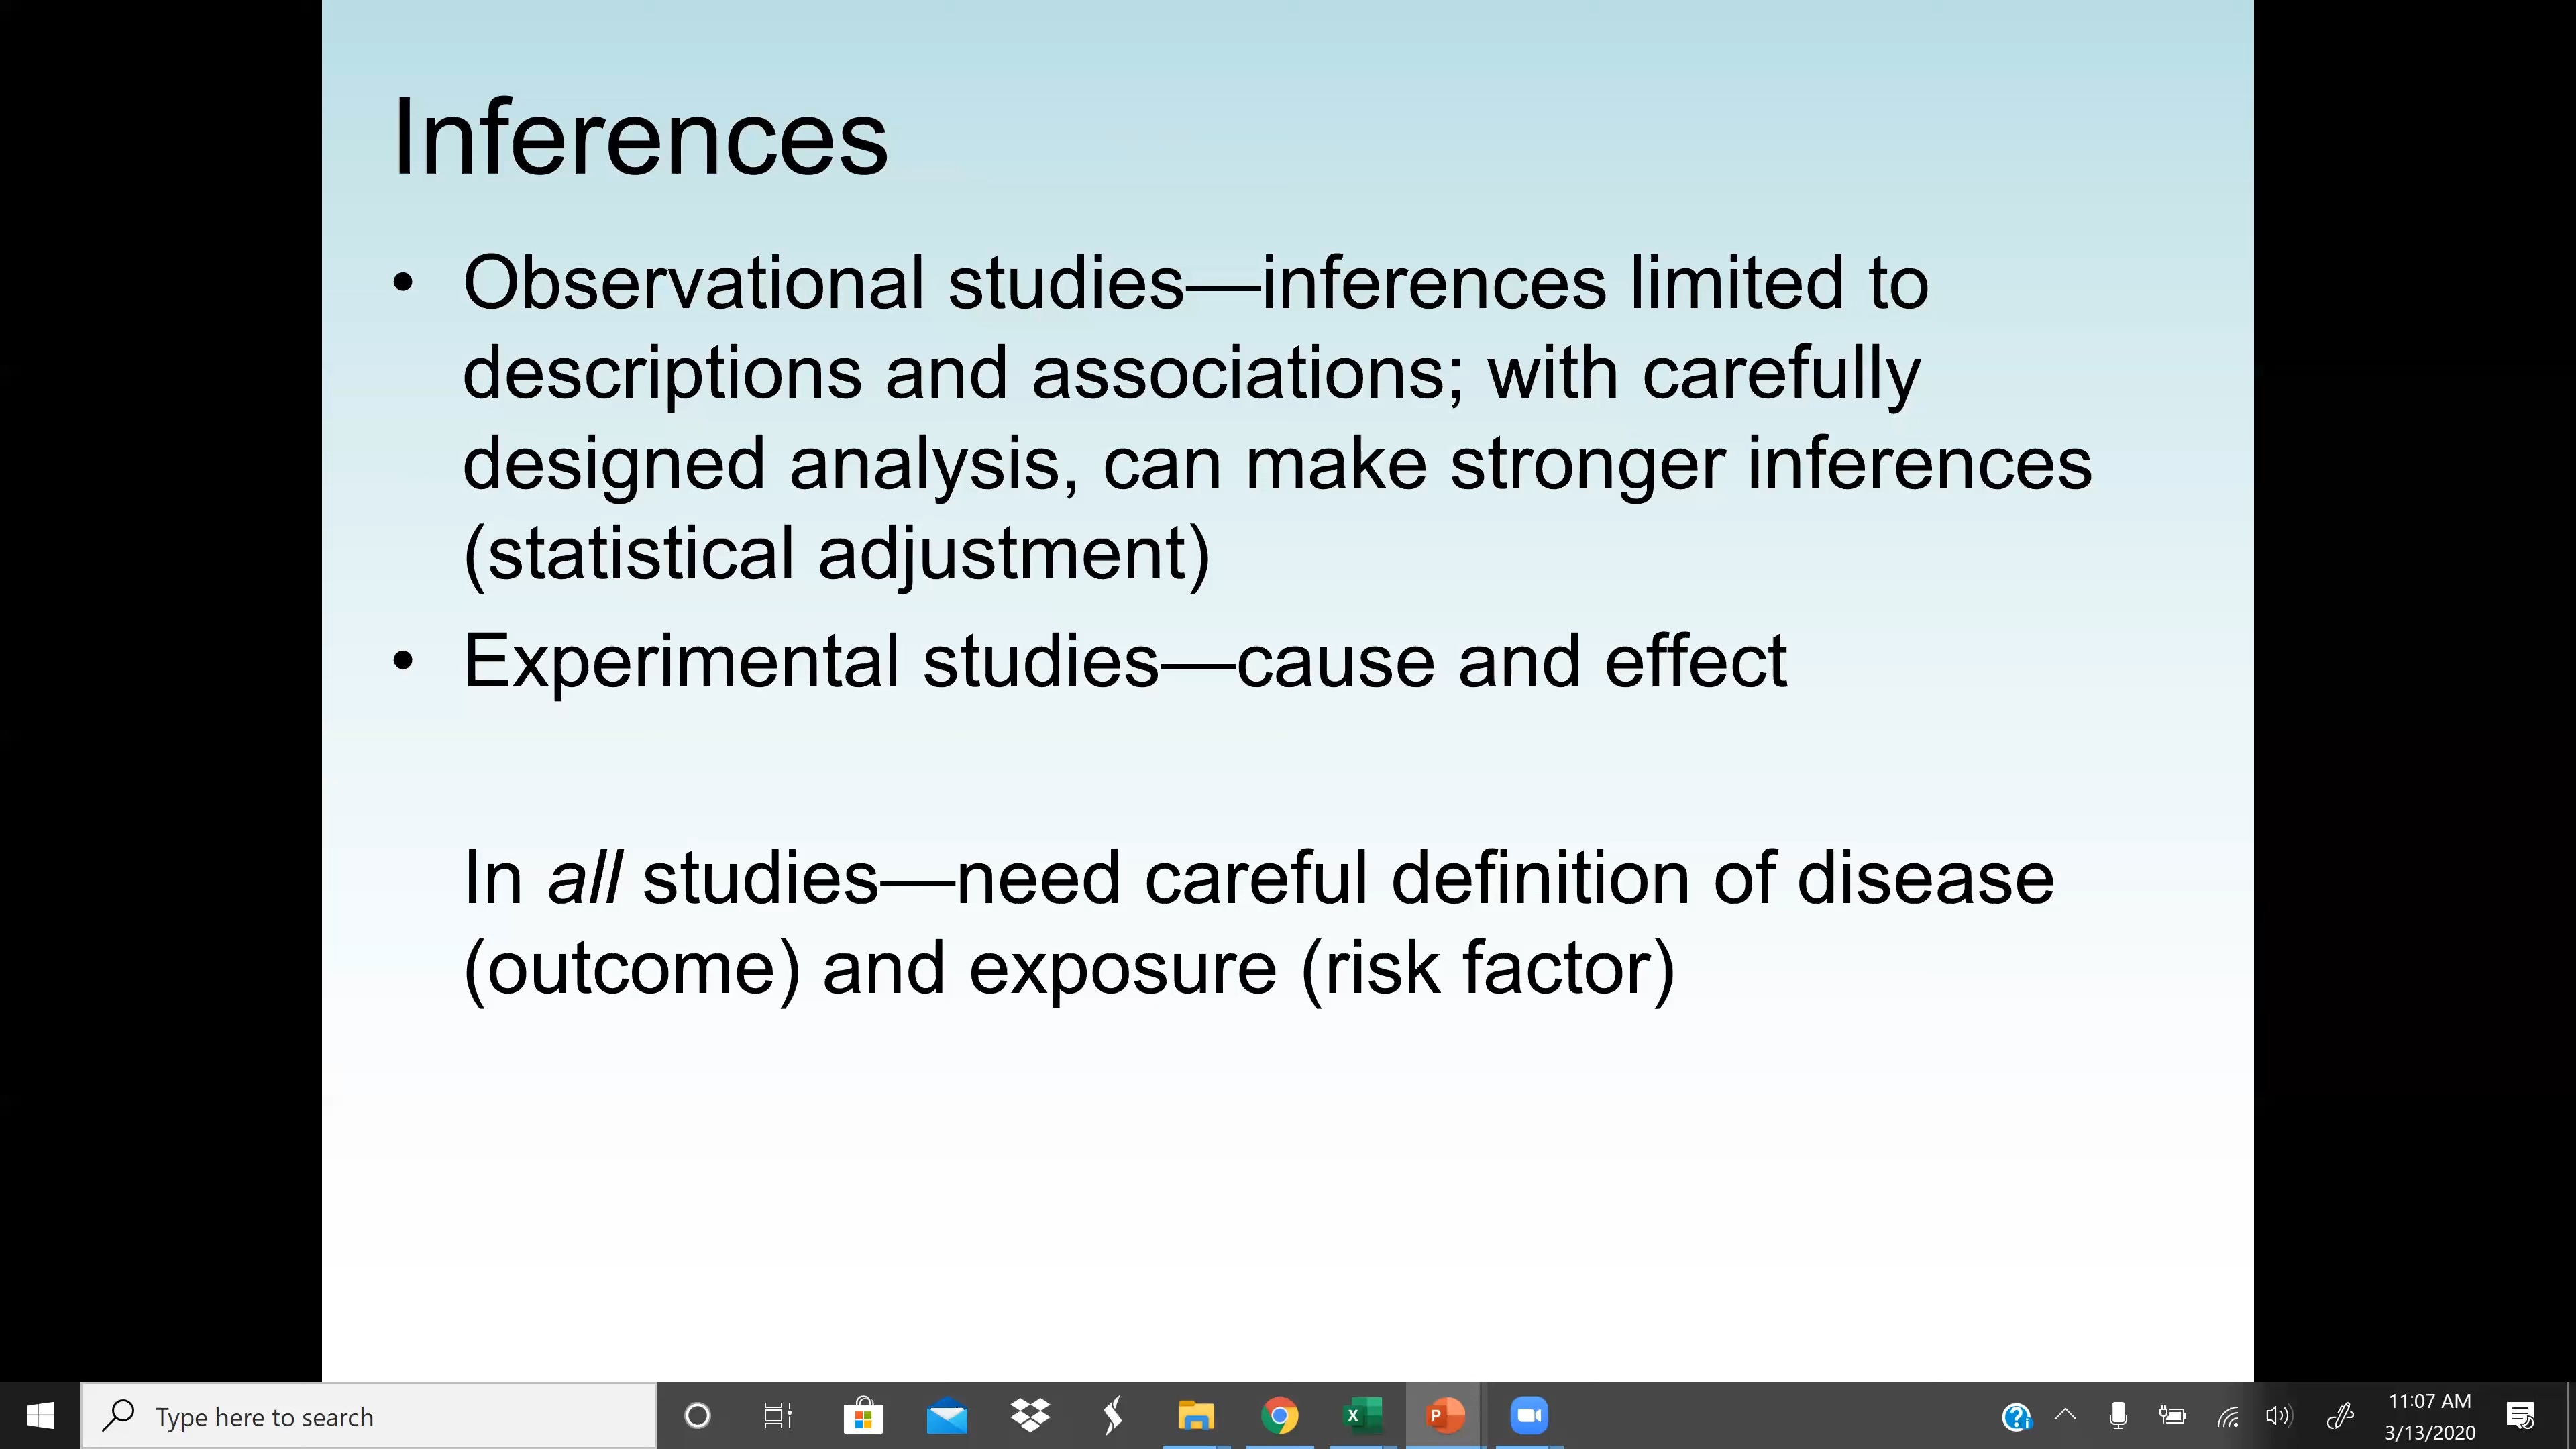 Inferences
• Observational studies—inferences limited to
descriptions and associations; with carefully
designed analysis, can make stronger inferences
(statistical adjustment)
• Experimental studies—cause and effect
In all studies—need careful definition of disease
(outcome) and exposure (risk factor)
Type here to search
11:07 AM
3/13/2020